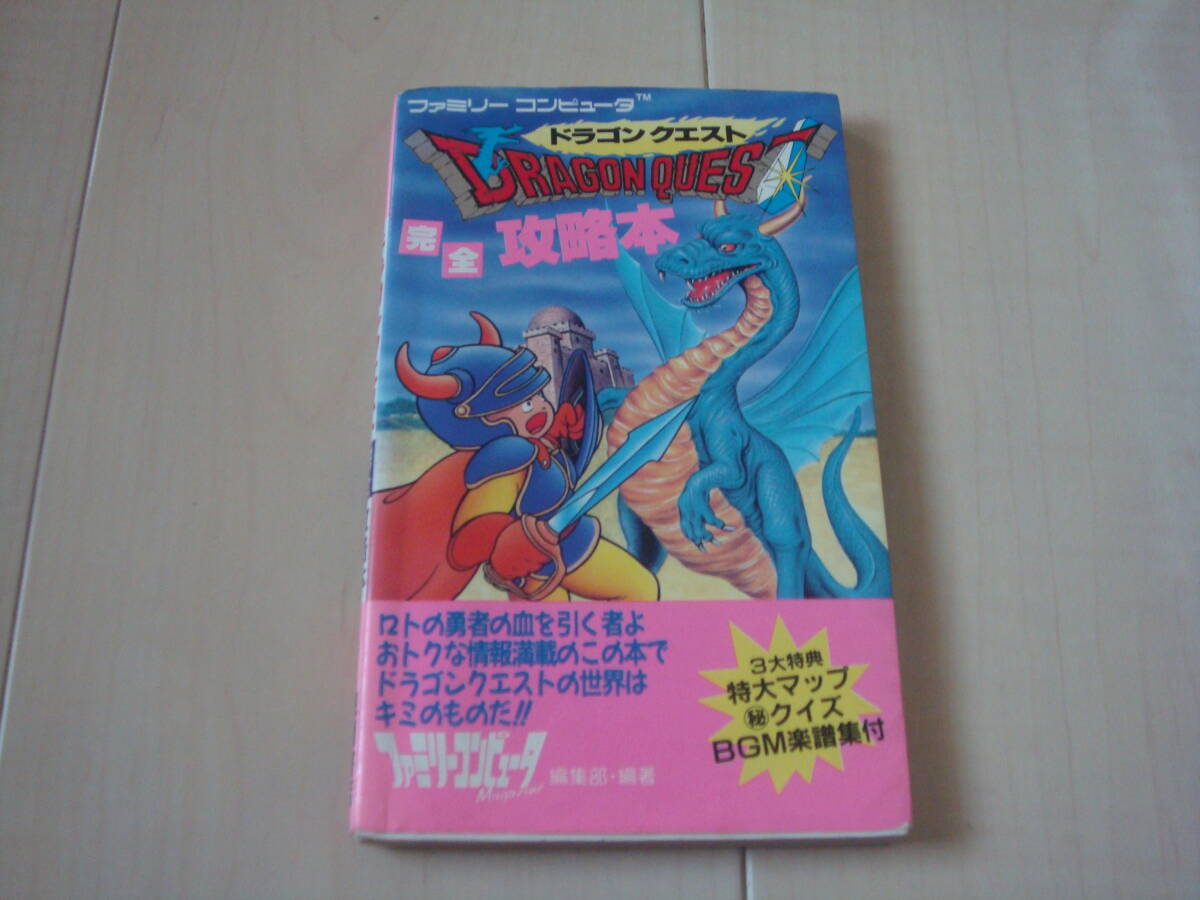 ファミリー コンピュータ™
ドラゴン クエスト
DRAGON QUEST
完全 攻略本
ロトの勇者の血を引く者よ
おトクな情報満載のこの本で
ドラゴンクエストの世界は
キミのものだ!!
ファミリーコンピュータ
Magazine
編集部・編著
3大特典
特大マップ
㊙クイズ
BGM楽譜集付